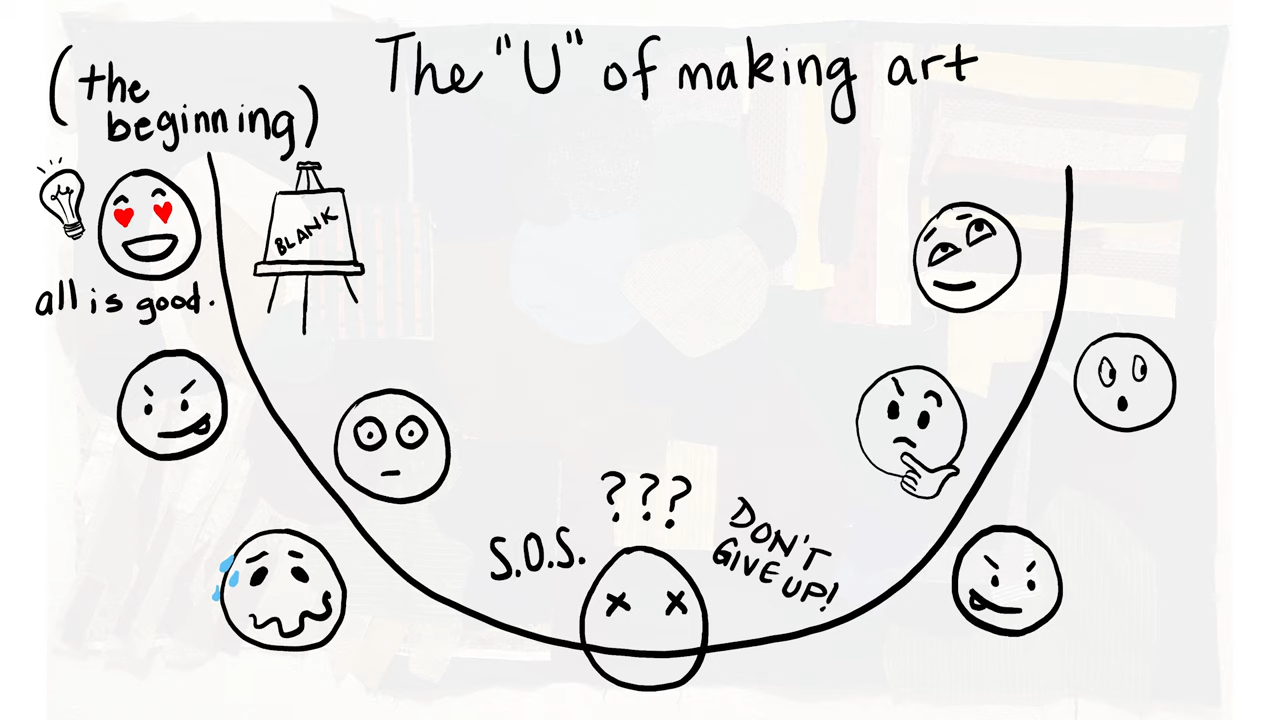 The "U" of making art
(the
beginning)
BLANK
all is good.
???
S.O.S.
DON'T
GIVE UP!